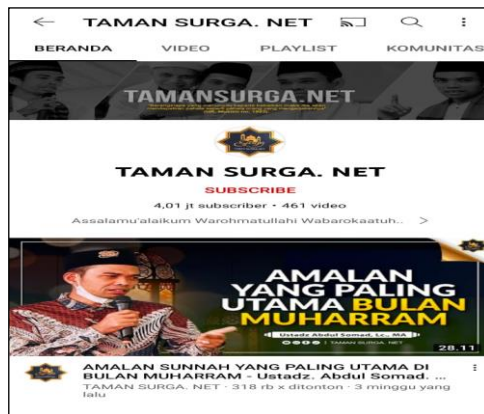 TAMAN SURGA. NET
BERANDA VIDEO PLAYLIST KOMUNITAS
TAMANSURGA.NET
TAMAN SURGA. NET
SUBSCRIBE
4,01 jt subscriber • 461 video
Assalamu'alaikum Warohmatullahi Wabarokaatuh.. >
AMALAN
YANG PALING
UTAMA BULAN
MUHARRAM
Ustadz Abdul Somad, Lc., MA
TAMAN SURGA. NET
28.11
AMALAN SUNNAH YANG PALING UTAMA DI
BULAN MUHARRAM - Ustadz. Abdul Somad. ...
TAMAN SURGA. NET · 318 rb x ditonton · 3 minggu yang
lalu